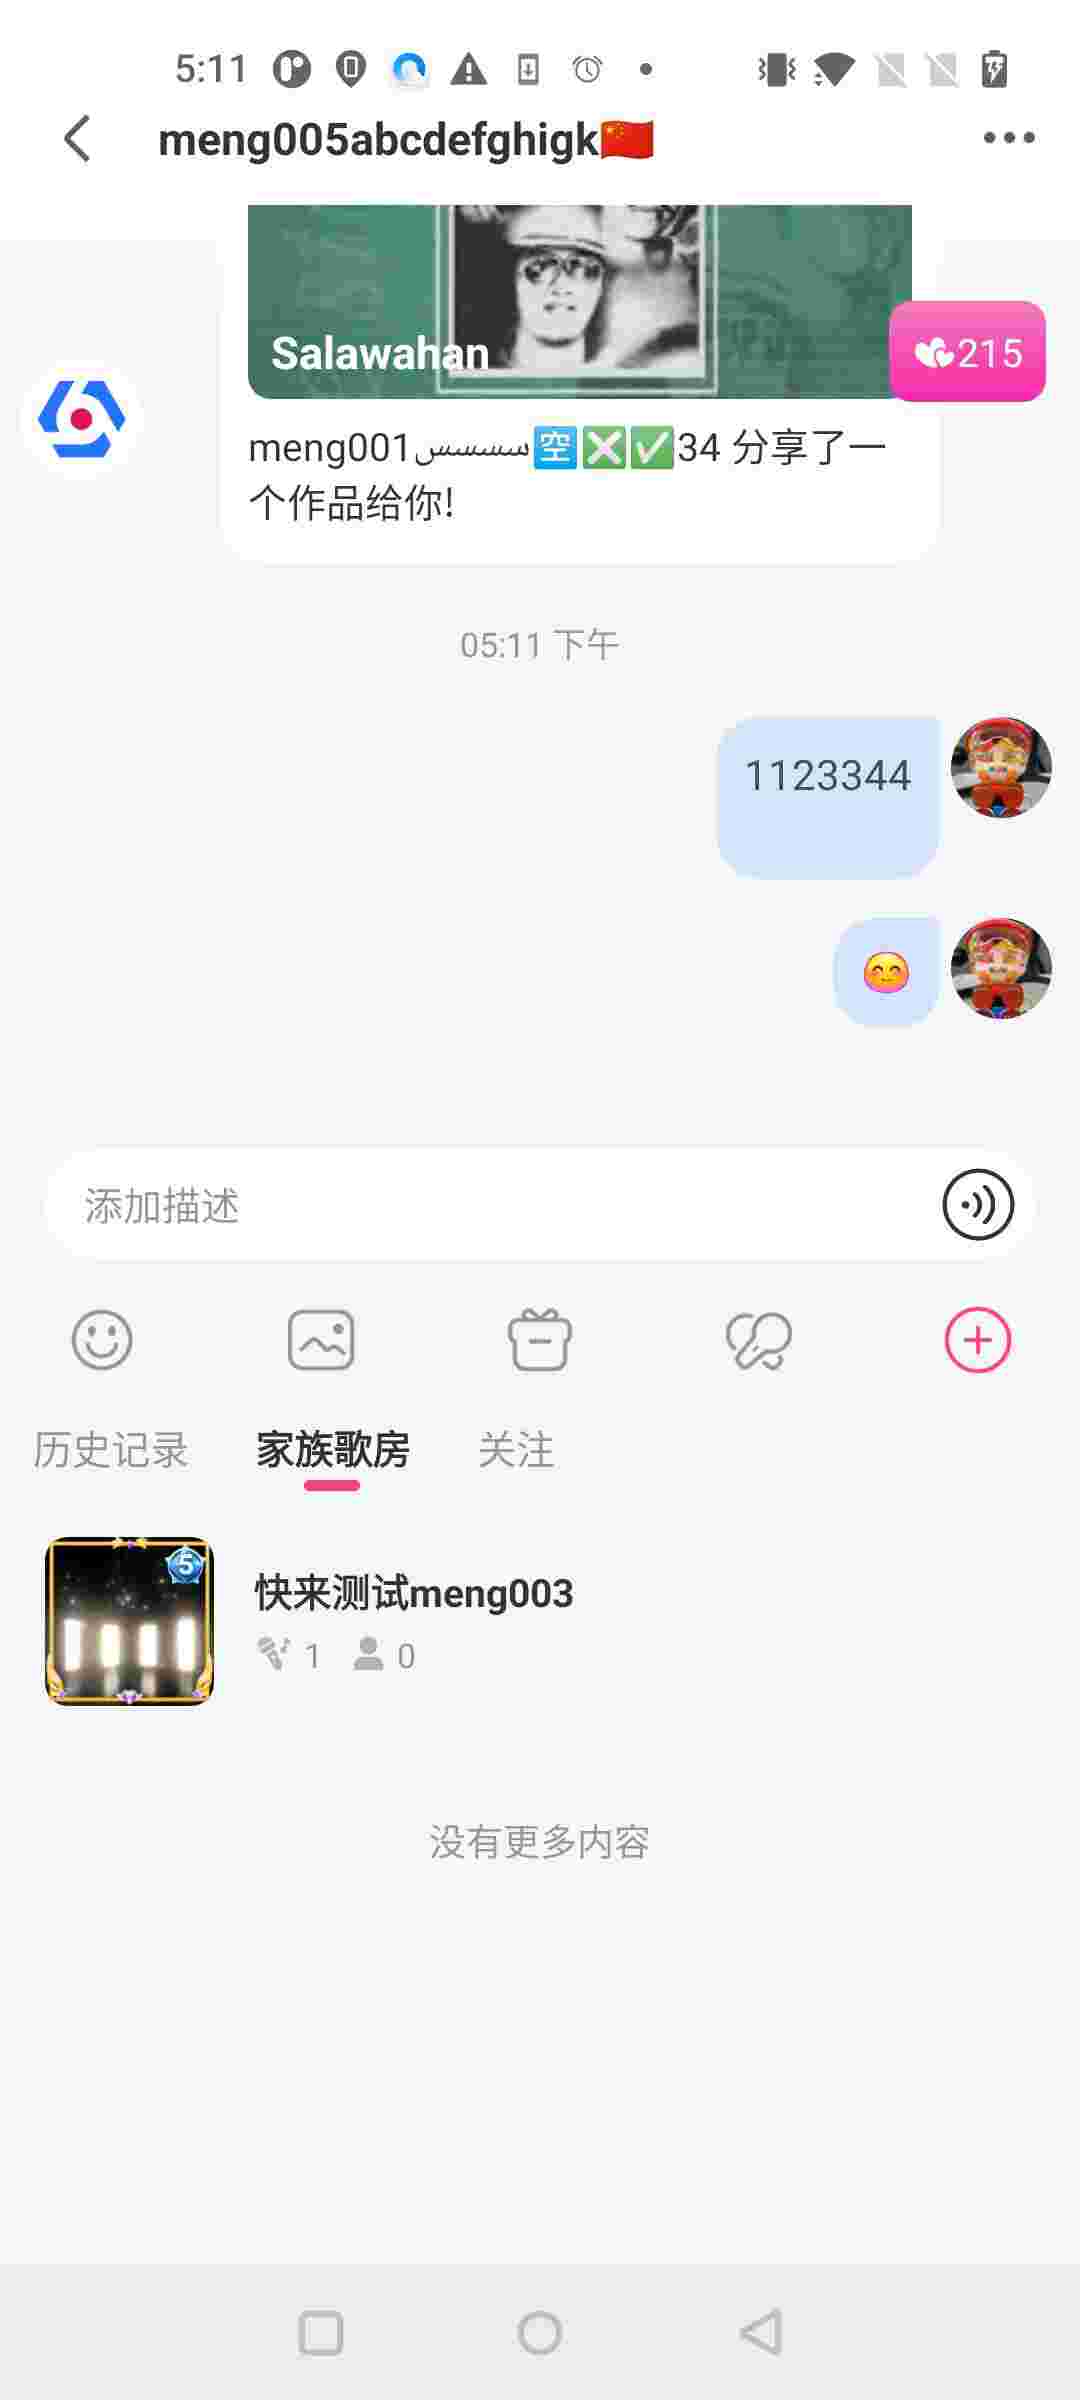 5:11
meng005abcdefghigk🇨🇳
Salawahan
215
meng001سسسسس🈳❎✅34 分享了一
个作品给你!
05:11 下午
1123344
😊
添加描述
历史记录 家族歌房 关注
5
快来测试meng003
1 0
没有更多内容